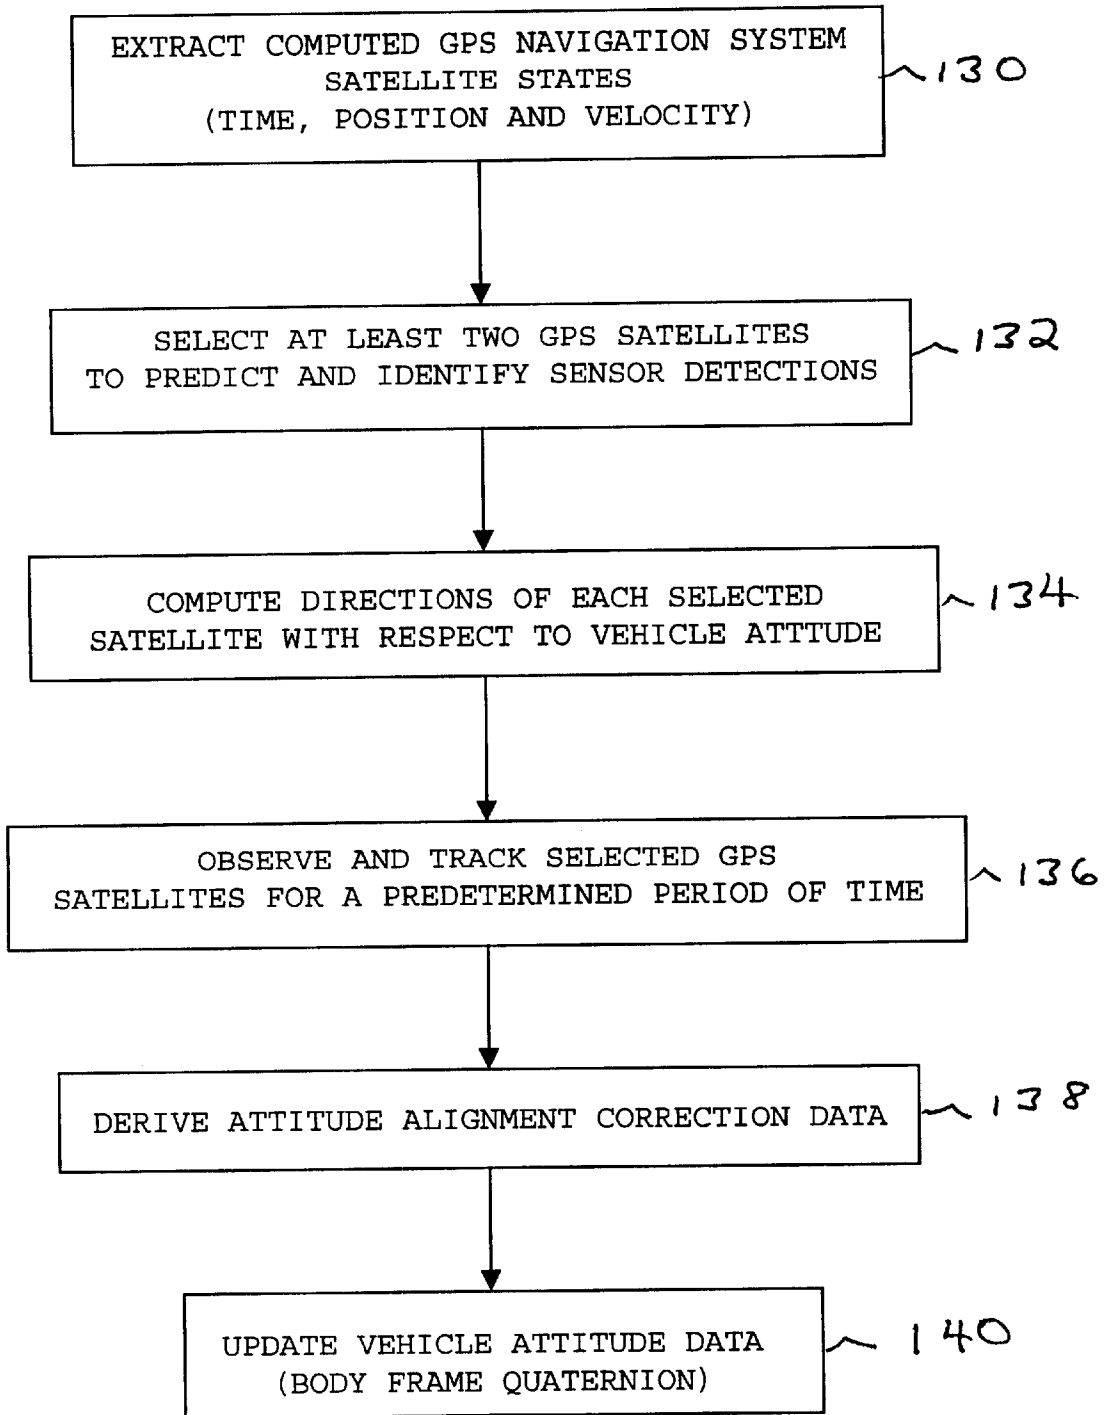 EXTRACT COMPUTED GPS NAVIGATION SYSTEM
SATELLITE STATES
(TIME, POSITION AND VELOCITY)
130
SELECT AT LEAST TWO GPS SATELLITES
TO PREDICT AND IDENTIFY SENSOR DETECTIONS
132
COMPUTE DIRECTIONS OF EACH SELECTED
SATELLITE WITH RESPECT TO VEHICLE ATTTUDE
134
OBSERVE AND TRACK SELECTED GPS
SATELLITES FOR A PREDETERMINED PERIOD OF TIME
136
DERIVE ATTITUDE ALIGNMENT CORRECTION DATA
138
UPDATE VEHICLE ATTITUDE DATA
(BODY FRAME QUATERNION)
140